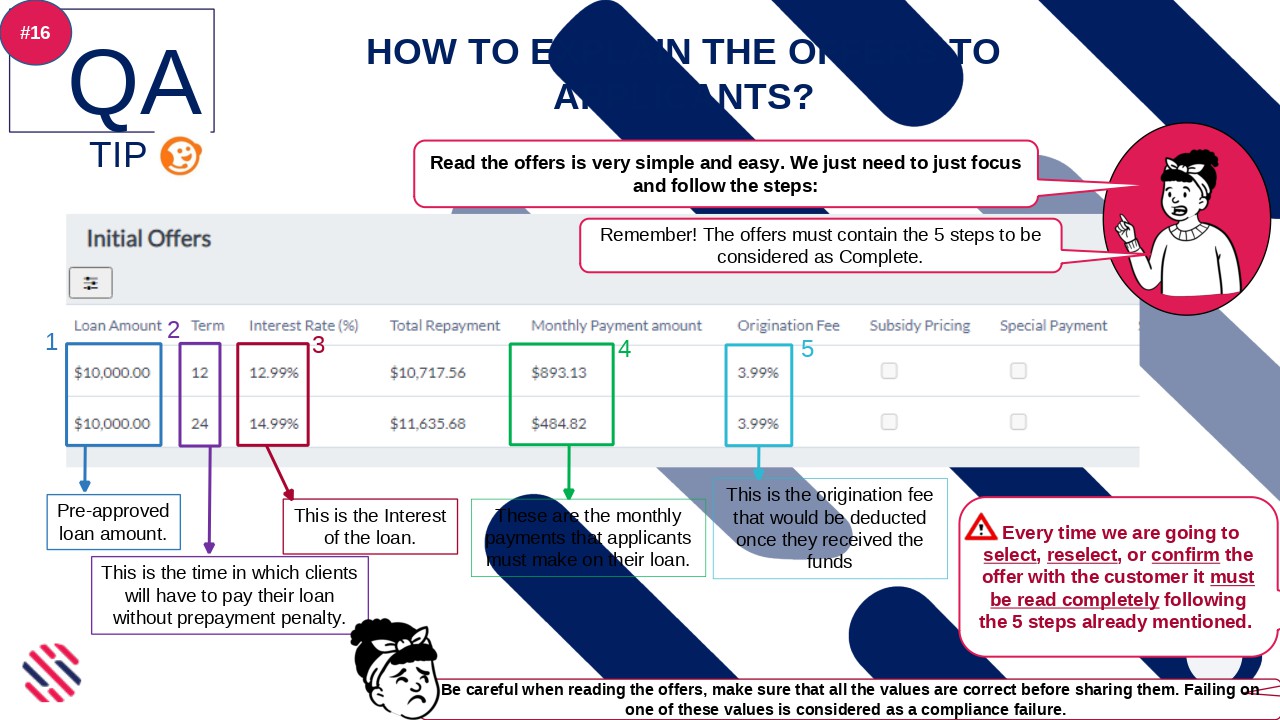 #16
QA
TIP
HOW TO EXPLAIN THE OFFERS TO
APPLICANTS?
Read the offers is very simple and easy. We just need to just focus
and follow the steps:
Remember! The offers must contain the 5 steps to be
considered as Complete.
Initial Offers
Loan Amount Term Interest Rate (%) Total Repayment Monthly Payment amount Origination Fee Subsidy Pricing Special Payment
1 2 3 4 5
$10,000.00 12 12.99% $10,717.56 $893.13 3.99%
$10,000.00 24 14.99% $11,635.68 $484.82 3.99%
Pre-approved
loan amount.
This is the time in which clients
will have to pay their loan
without prepayment penalty.
This is the Interest
of the loan.
These are the monthly
payments that applicants
must make on their loan.
This is the origination fee
that would be deducted
once they received the
funds
Every time we are going to
select, reselect, or confirm the
offer with the customer it must
be read completely following
the 5 steps already mentioned.
Be careful when reading the offers, make sure that all the values are correct before sharing them. Failing on
one of these values is considered as a compliance failure.